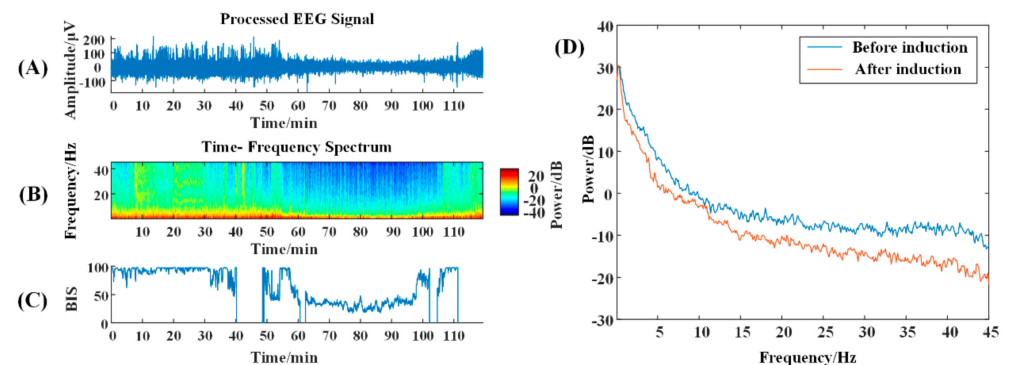 Processed EEG Signal
(A)
Amplitude/μV
200
100
0
-100
0 10 20 30 40 50 60 70 80 90 100 110
Time/min
Time- Frequency Spectrum
(B)
Frequency/Hz
40
20
0 10 20 30 40 50 60 70 80 90 100 110
Time/min
20
0
-20
-40
Power/dB
(C)
BIS
100
50
0
0 10 20 30 40 50 60 70 80 90 100 110
Time/min
(D)
Before induction
After induction
Power/dB
40
30
20
10
0
-10
-20
-30
5 10 15 20 25 30 35 40 45
Frequency/Hz